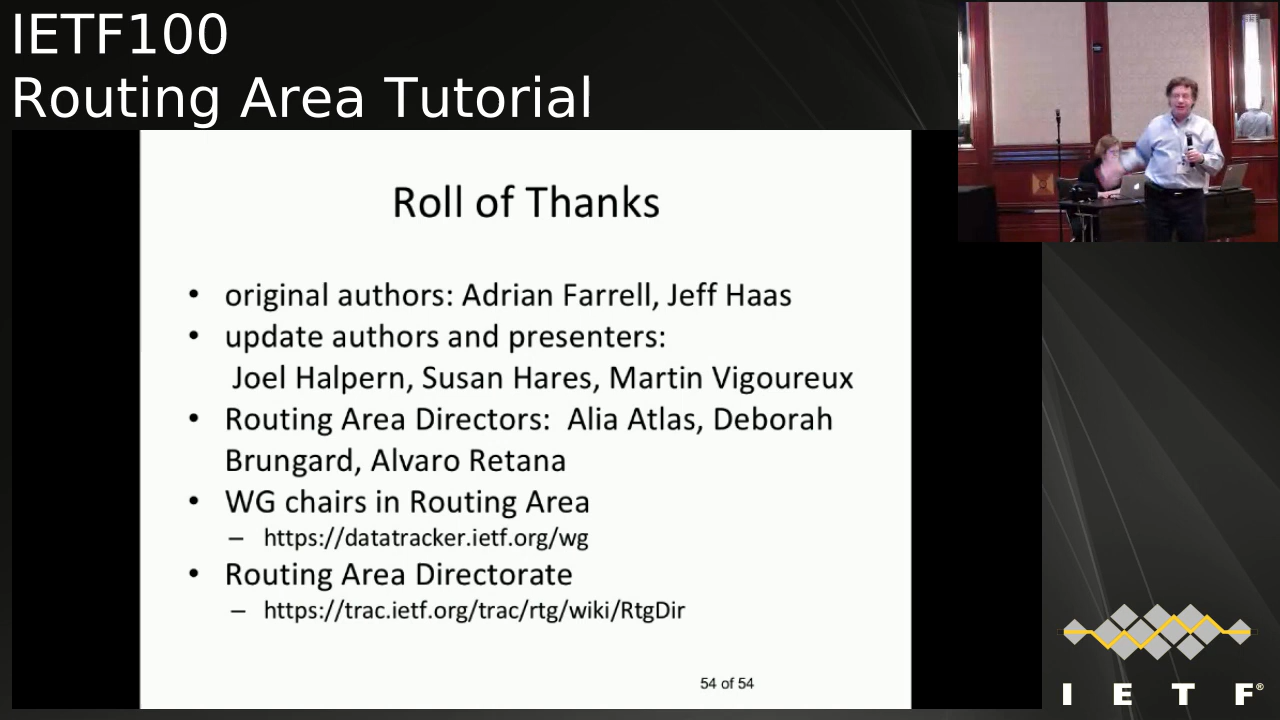 IETF100
Routing Area Tutorial
Roll of Thanks
• original authors: Adrian Farrell, Jeff Haas
• update authors and presenters:
Joel Halpern, Susan Hares, Martin Vigoureux
• Routing Area Directors: Alia Atlas, Deborah
Brungard, Alvaro Retana
• WG chairs in Routing Area
– https://datatracker.ietf.org/wg
• Routing Area Directorate
– https://trac.ietf.org/trac/rtg/wiki/RtgDir
54 of 54
I E T F®